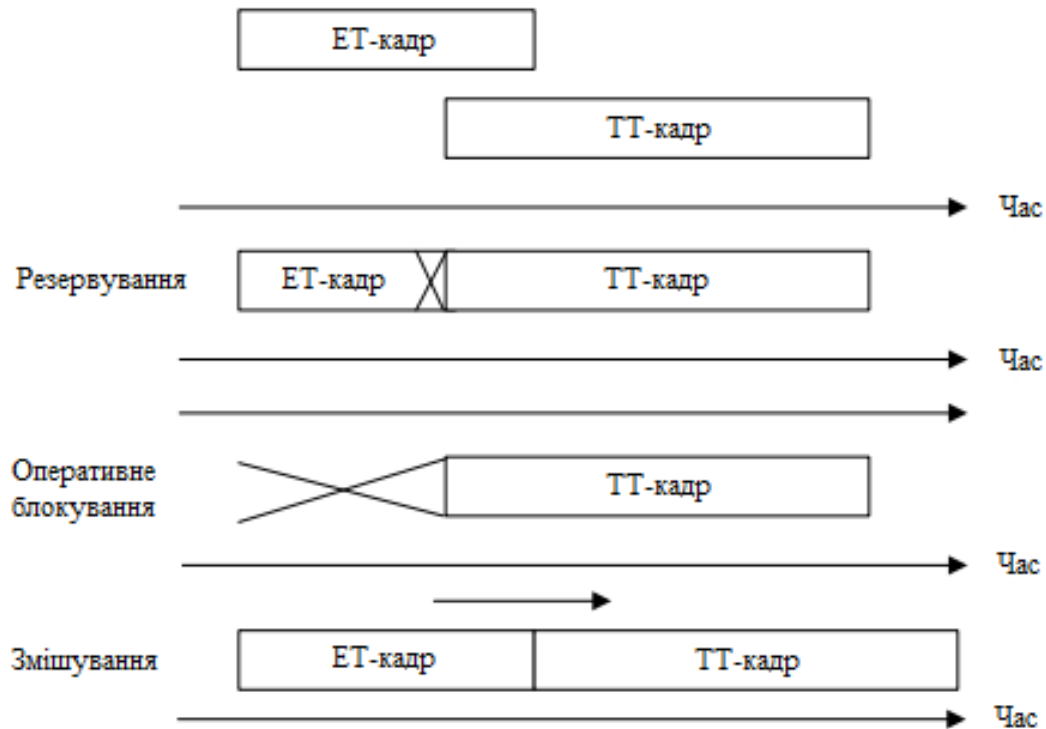 ЕТ-кадр
ТТ-кадр
Час
Резервування ЕТ-кадр ТТ-кадр
Час
Оперативне
блокування
ТТ-кадр
Час
Змішування ЕТ-кадр ТТ-кадр
Час